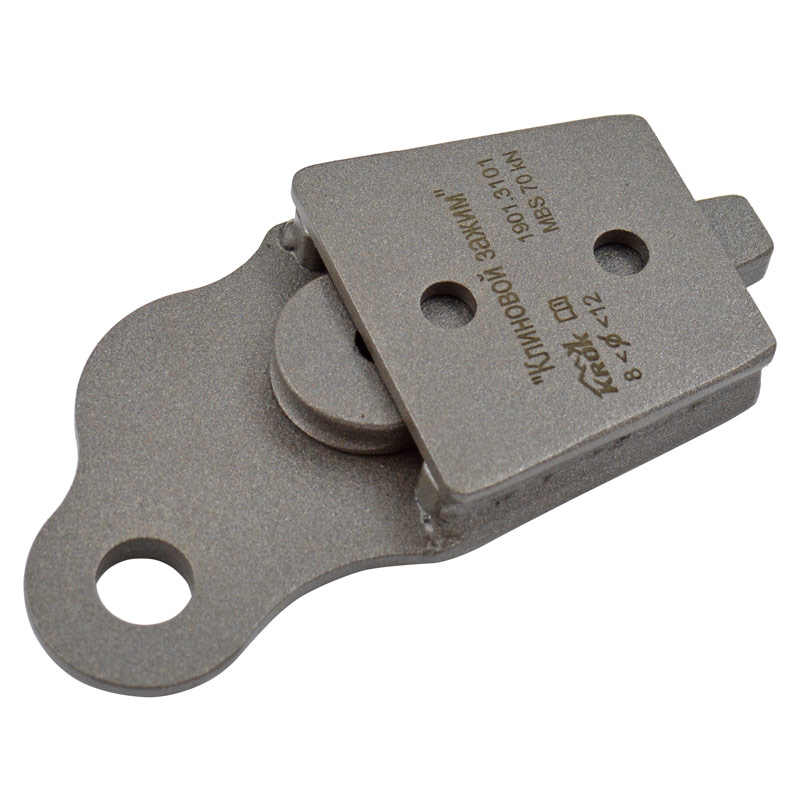 "Клиновой зажим"
1901.3101
MBS 70 kN
KROK
8<ø<12